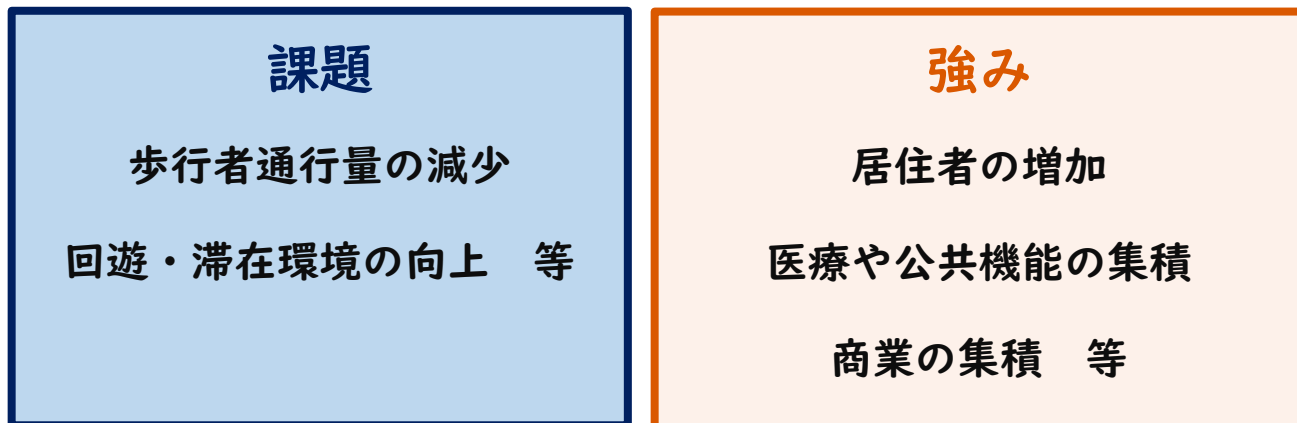 課題
歩行者通行量の減少
回遊・滞在環境の向上　等
強み
居住者の増加
医療や公共機能の集積
商業の集積　等